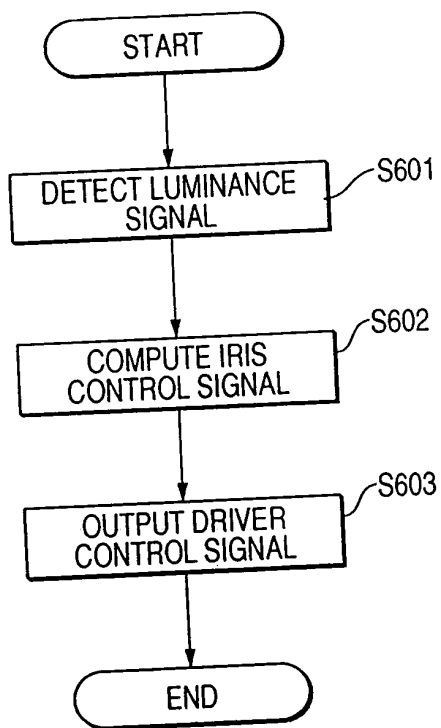 START
DETECT LUMINANCE
SIGNAL
S601
COMPUTE IRIS
CONTROL SIGNAL
S602
OUTPUT DRIVER
CONTROL SIGNAL
S603
END